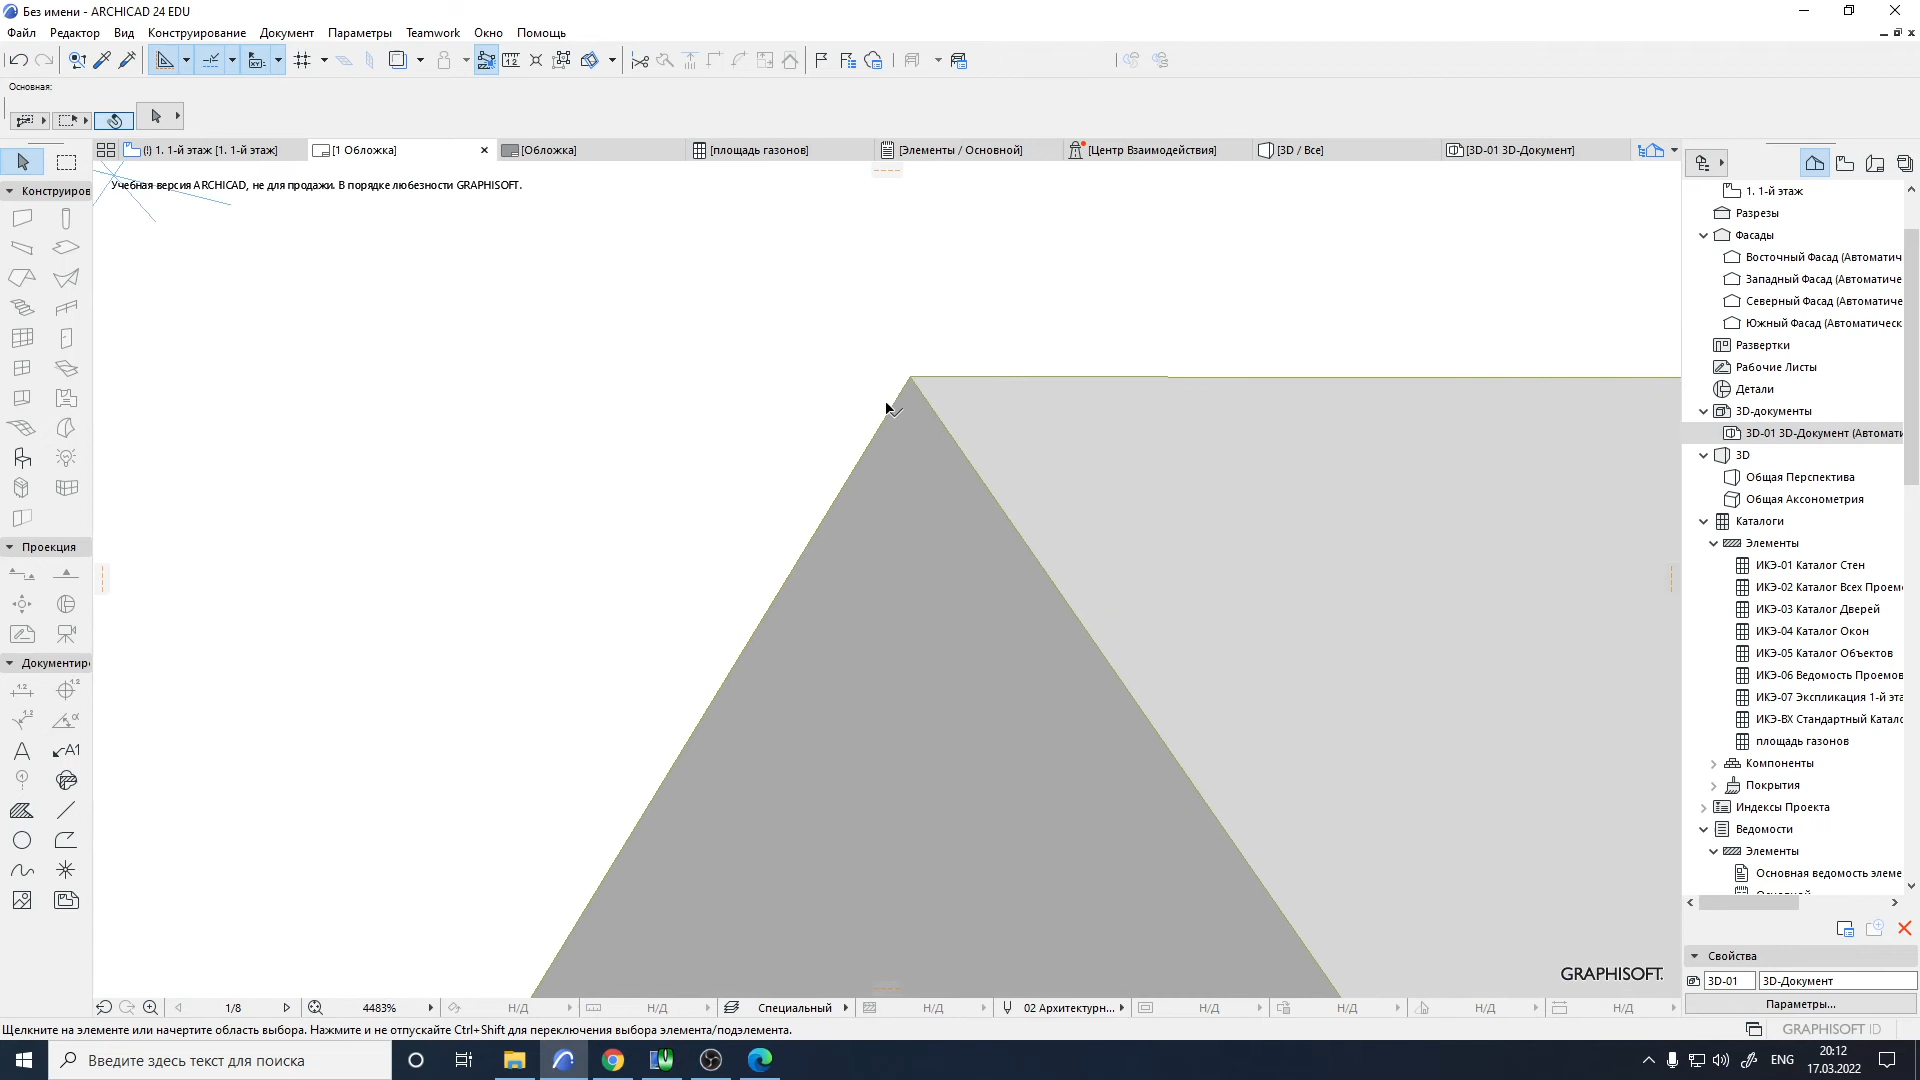 Без имени - ARCHICAD 24 EDU
Файл Редактор Вид Конструирование Документ Параметры Teamwork Окно Помощь
Основная:
(!) 1. 1-й этаж [1. 1-й этаж]
[1 Обложка]
[Обложка]
[площадь газонов]
[Элементы / Основной]
[Центр Взаимодействия]
[3D / Все]
[3D-01 3D-Документ]
Учебная версия ARCHICAD, не для продажи. В порядке любезности GRAPHISOFT.
Конструиров
Проекция
Документиро
1. 1-й этаж
Разрезы
Фасады
Восточный Фасад (Автоматич
Западный Фасад (Автоматиче
Северный Фасад (Автоматиче
Южный Фасад (Автоматическ
Развертки
Рабочие Листы
Детали
3D-документы
3D-01 3D-Документ (Автомати
3D
Общая Перспектива
Общая Аксонометрия
Каталоги
Элементы
ИКЭ-01 Каталог Стен
ИКЭ-02 Каталог Всех Проем
ИКЭ-03 Каталог Дверей
ИКЭ-04 Каталог Окон
ИКЭ-05 Каталог Объектов
ИКЭ-06 Ведомость Проемов
ИКЭ-07 Экспликация 1-й эта
ИКЭ-ВХ Стандартный Катало
площадь газонов
Компоненты
Покрытия
Индексы Проекта
Ведомости
Элементы
Основная ведомость элеме
Свойства
3D-01 3D-Документ
Параметры...
GRAPHISOFT.
1/8 4483% Н/Д Н/Д Специальный Н/Д 02 Архитектурн... Н/Д Н/Д Н/Д Н/Д
Щелкните на элементе или начертите область выбора. Нажмите и не отпускайте Ctrl+Shift для переключения выбора элемента/подэлемента.
GRAPHISOFT ID
Введите здесь текст для поиска
ENG
20:12
17.03.2022